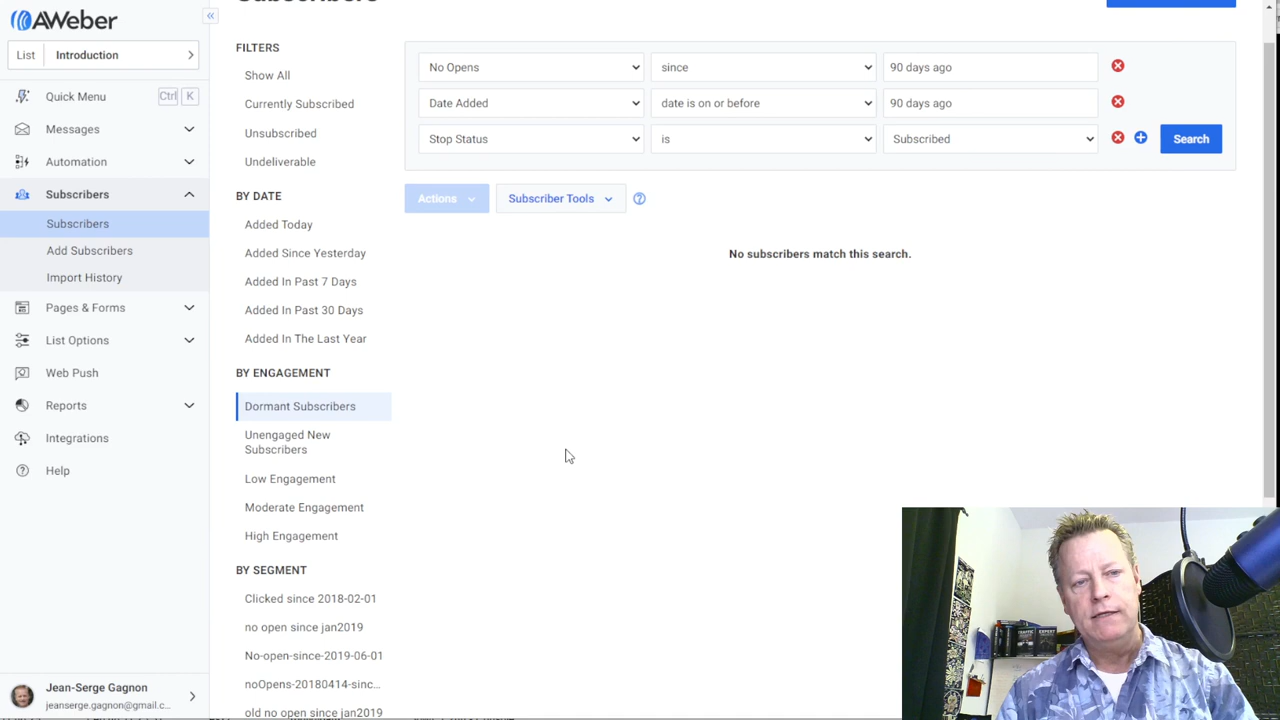 Subscribers
AWeber
List Introduction
Quick Menu Ctrl K
Messages
Automation
Subscribers
Subscribers
Add Subscribers
Import History
Pages & Forms
List Options
Web Push
Reports
Integrations
Help
Jean-Serge Gagnon
jeanserge.gagnon@gmail.c...
FILTERS
Show All
Currently Subscribed
Unsubscribed
Undeliverable
BY DATE
Added Today
Added Since Yesterday
Added In Past 7 Days
Added In Past 30 Days
Added In The Last Year
BY ENGAGEMENT
Dormant Subscribers
Unengaged New
Subscribers
Low Engagement
Moderate Engagement
High Engagement
BY SEGMENT
Clicked since 2018-02-01
no open since jan2019
No-open-since-2019-06-01
noOpens-20180414-sinc...
old no open since jan2019
No Opens since 90 days ago
Date Added date is on or before 90 days ago
Stop Status is Subscribed Search
Actions Subscriber Tools
No subscribers match this search.
TRAFFIC
EXPERT